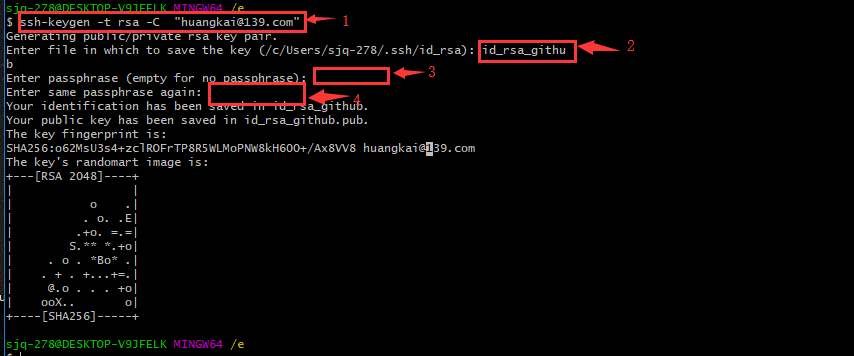 sjq-278@DESKTOP-V9JFELK MINGW64 /e
$ ssh-keygen -t rsa -C  "huangkai@139.com" 1
Generating public/private rsa key pair.
Enter file in which to save the key (/c/Users/sjq-278/.ssh/id_rsa): id_rsa_githu 2
b
Enter passphrase (empty for no passphrase): 3
Enter same passphrase again: 4
Your identification has been saved in id_rsa_github.
Your public key has been saved in id_rsa_github.pub.
The key fingerprint is:
SHA256:o62MsU3s4+zclROFrTP8R5WLMoPNW8kH6OO+/Ax8VV8 huangkai@139.com
The key's randomart image is:
+---[RSA 2048]----+
|                 |
|           o    .|
|          . o. .E|
|         .+o. =.=|
|        S.** *.+o|
|     . o . *Bo* .|
|    . + . +...+=.|
|     @.o . . . +o|
|    ooX..       o|
+----[SHA256]-----+
sjq-278@DESKTOP-V9JFELK MINGW64 /e
$